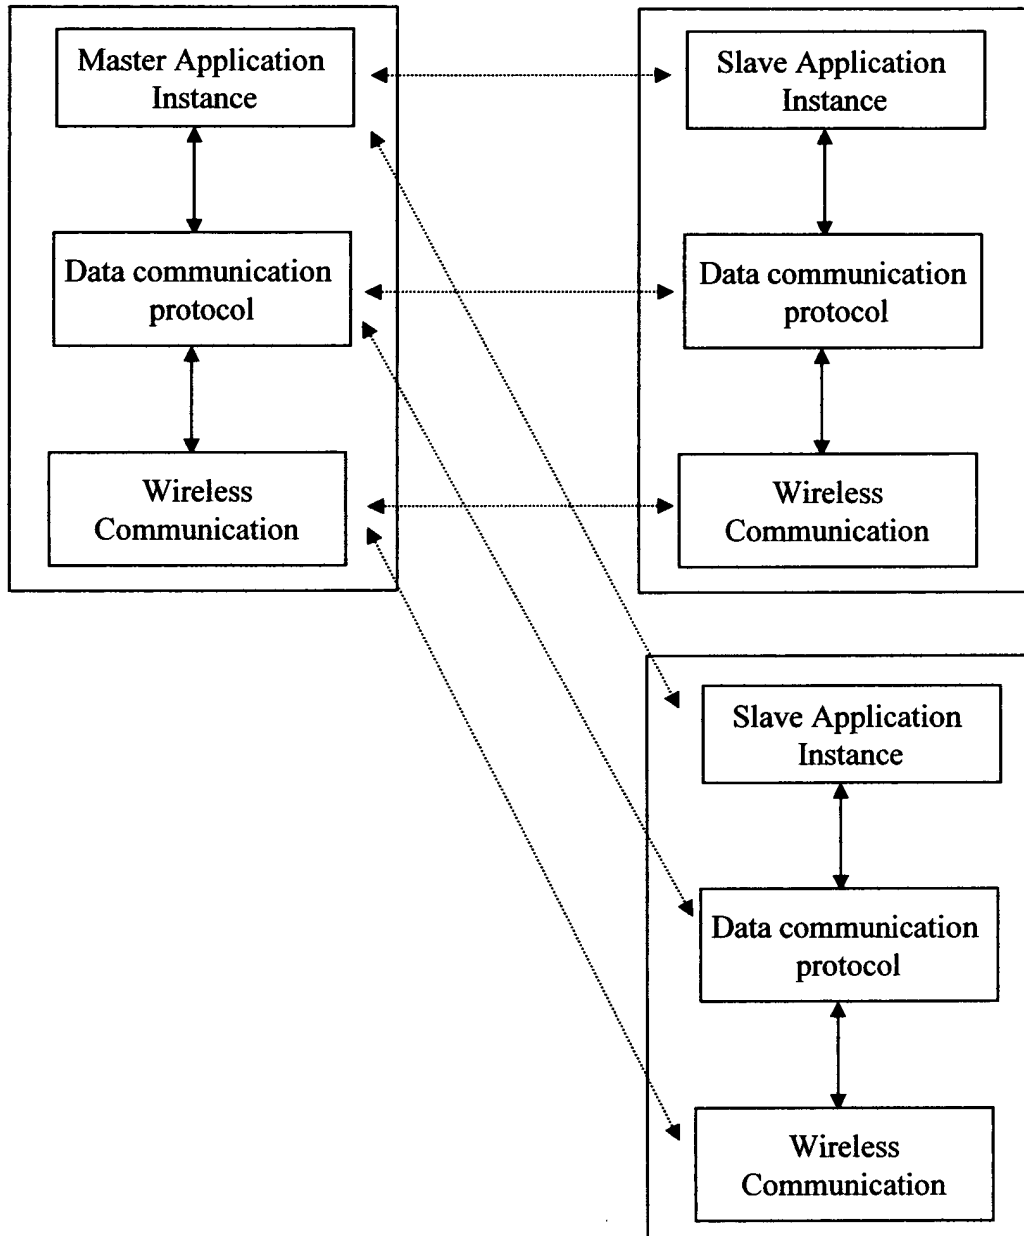 Master Application
Instance
Data communication
protocol
Wireless
Communication
Slave Application
Instance
Data communication
protocol
Wireless
Communication
Slave Application
Instance
Data communication
protocol
Wireless
Communication